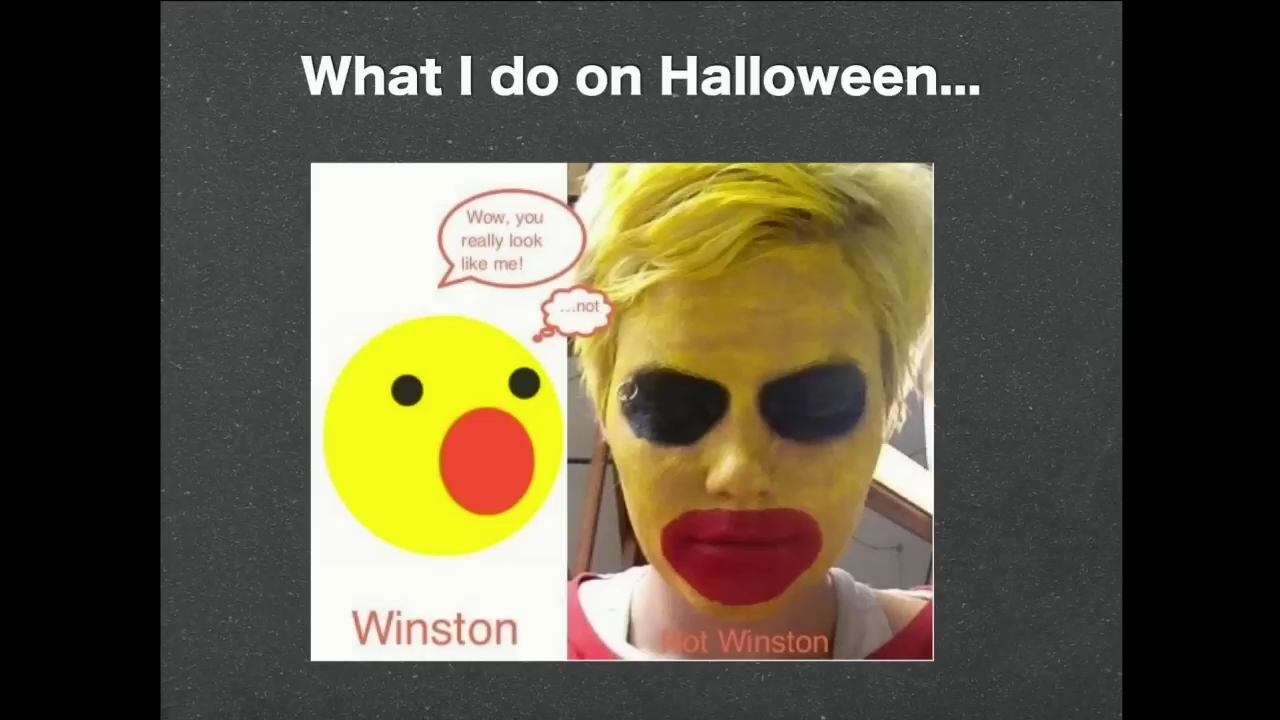 What I do on Halloween...
Wow, you
really look
like me!
...not
Winston
Not Winston